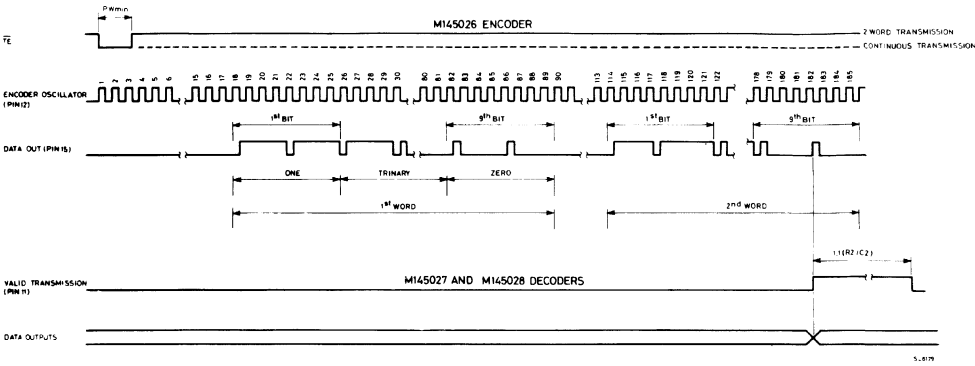 PWmin
M145026 ENCODER
TE
2 WORD TRANSMISSION
CONTINUOUS TRANSMISSION
1 2 3 4 5 6 15 16 17 18 19 20 21 22 23 24 25 26 27 28 29 30 80 81 82 83 84 85 86 87 88 89 90 113 114 115 116 117 118 119 120 121 122 178 179 180 181 182 183 184 185
ENCODER OSCILLATOR
(PIN 12)
1st BIT 9th BIT 1st BIT 9th BIT
DATA OUT (PIN 15)
ONE TRINARY ZERO
1st WORD 2nd WORD
1.1 (R2/C2)
VALID TRANSMISSION
(PIN 11)
M145027 AND M145028 DECODERS
DATA OUTPUTS
S-6179